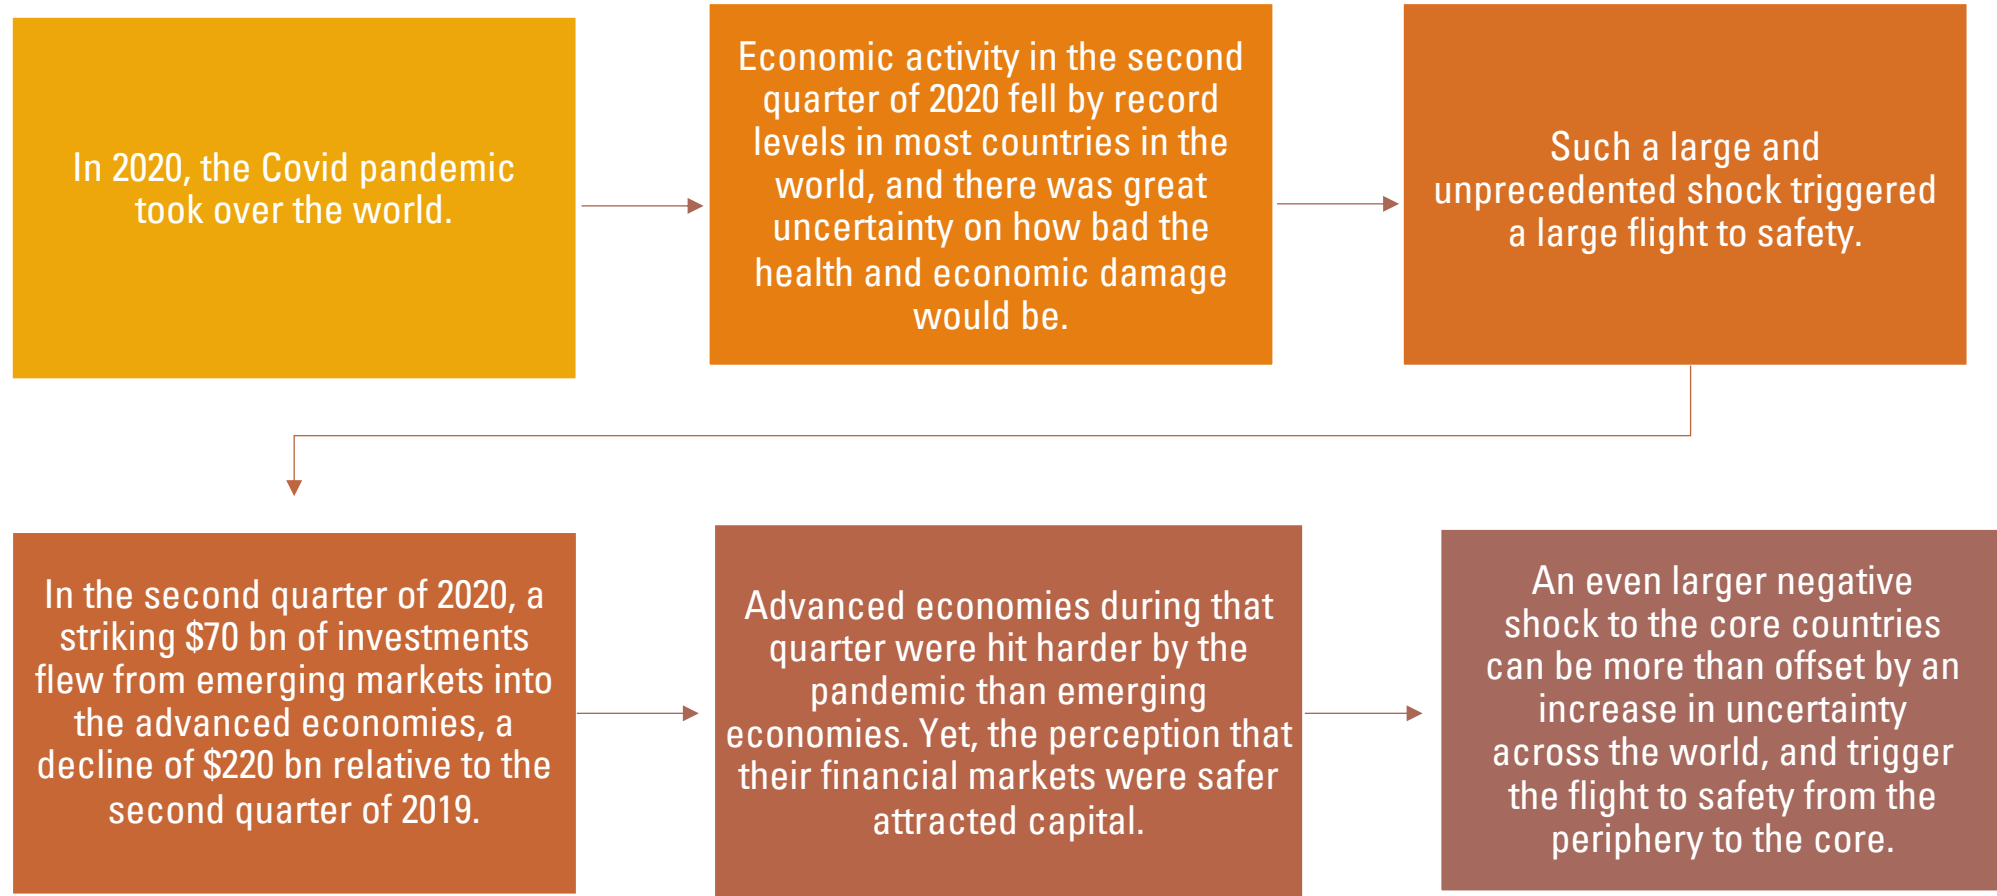 In 2020, the Covid pandemic
took over the world.
Economic activity in the second
quarter of 2020 fell by record
levels in most countries in the
world, and there was great
uncertainty on how bad the
health and economic damage
would be.
Such a large and
unprecedented shock triggered
a large flight to safety.
In the second quarter of 2020, a
striking $70 bn of investments
flew from emerging markets into
the advanced economies, a
decline of $220 bn relative to the
second quarter of 2019.
Advanced economies during that
quarter were hit harder by the
pandemic than emerging
economies. Yet, the perception that
their financial markets were safer
attracted capital.
An even larger negative
shock to the core countries
can be more than offset by an
increase in uncertainty
across the world, and trigger
the flight to safety from the
periphery to the core.